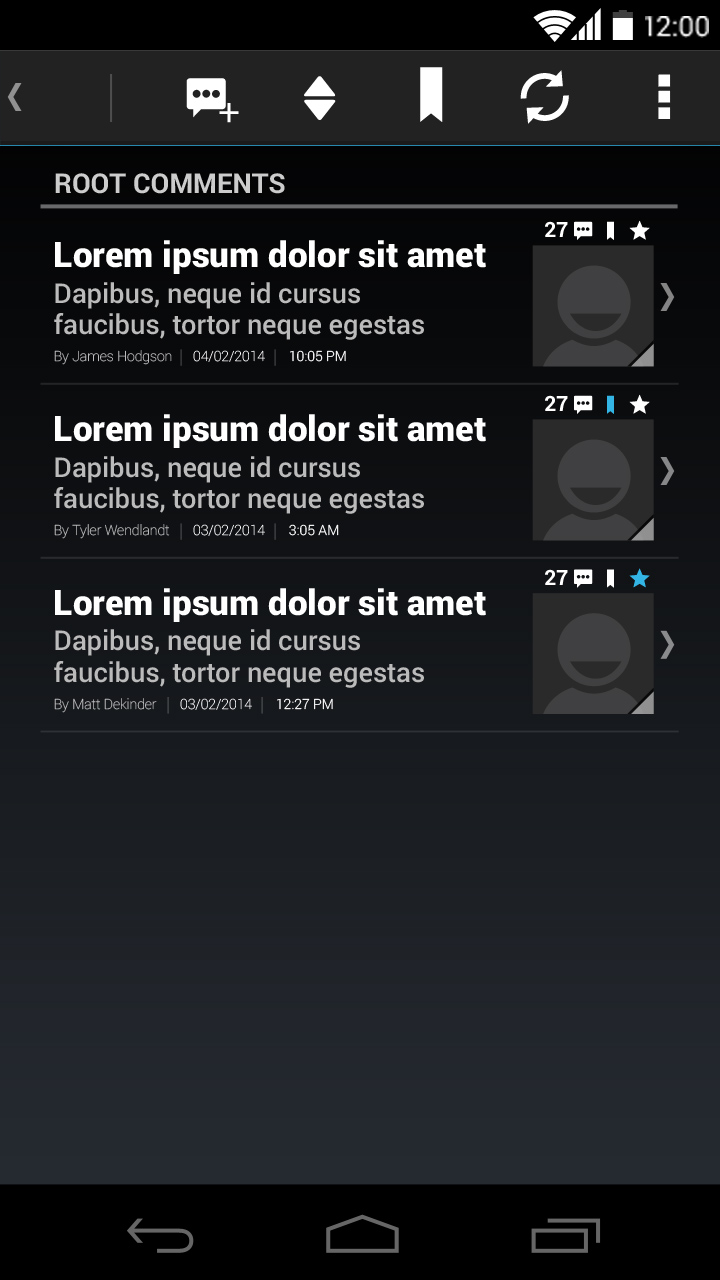 12:00
ROOT COMMENTS
27
Lorem ipsum dolor sit amet
Dapibus, neque id cursus
faucibus, tortor neque egestas
By James Hodgson | 04/02/2014 | 10:05 PM
27
Lorem ipsum dolor sit amet
Dapibus, neque id cursus
faucibus, tortor neque egestas
By Tyler Wendlandt | 03/02/2014 | 3:05 AM
27
Lorem ipsum dolor sit amet
Dapibus, neque id cursus
faucibus, tortor neque egestas
By Matt Dekinder | 03/02/2014 | 12:27 PM